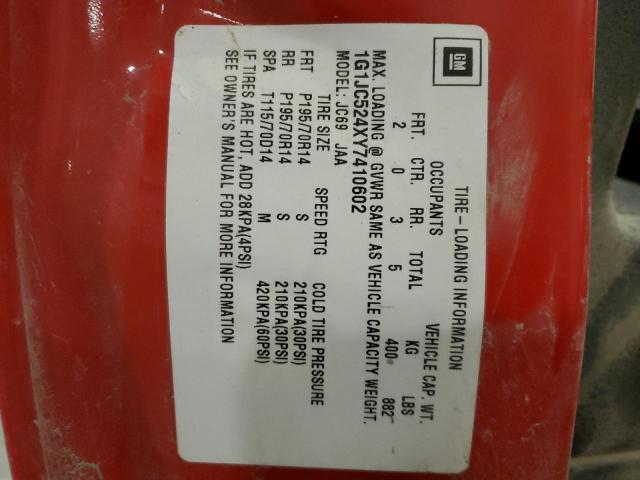 GM
TIRE-LOADING INFORMATION
OCCUPANTS VEHICLE CAP. WT.
FRT. CTR. RR. TOTAL KG LBS
2 0 3 5 400 882
MAX. LOADING @ GVWR SAME AS VEHICLE CAPACITY WEIGHT.
1G1JC524XY7410602
MODEL: JC69 JAA
TIRE SIZE SPEED RTG COLD TIRE PRESSURE
FRT P195/70R14 S 210KPA(30PSI)
RR P195/70R14 S 210KPA(30PSI)
SPA T115/70D14 M 420KPA(60PSI)
IF TIRES ARE HOT, ADD 28KPA(4PSI)
SEE OWNER'S MANUAL FOR MORE INFORMATION